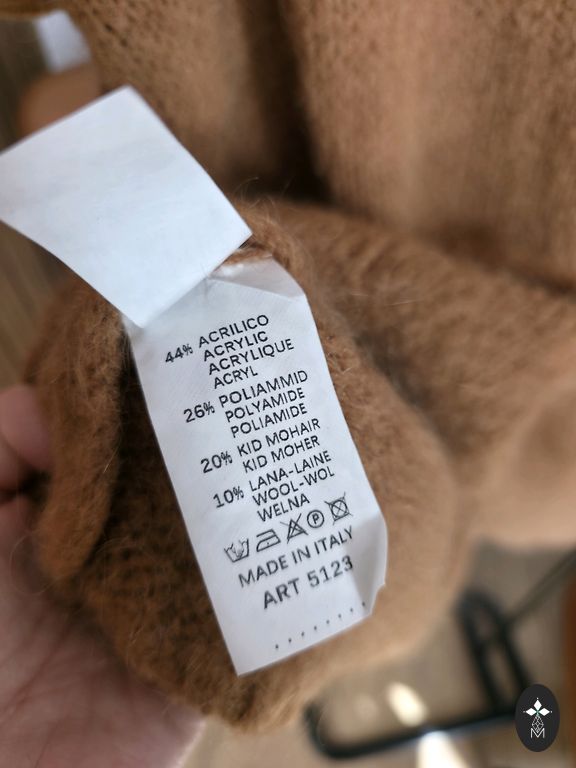 44% ACRILICO
ACRYLIC
ACRYLIQUE
ACRYL
26% POLIAMMID
POLYAMIDE
POLIAMIDE
20% KID MOHAIR
KID MOHER
10% LANA-LAINE
WOOL-WOL
WELNA
P
MADE IN ITALY
ART 5123
M